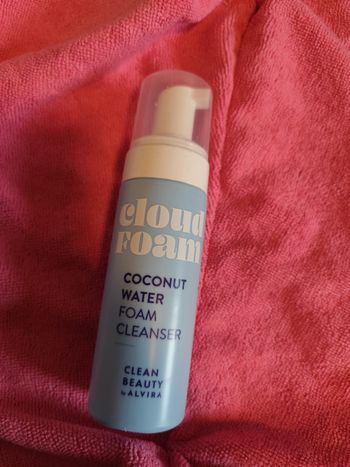 cloud
FOAM
COCONUT
WATER
FOAM
CLEANSER
CLEAN
BEAUTY
by ALVIRA